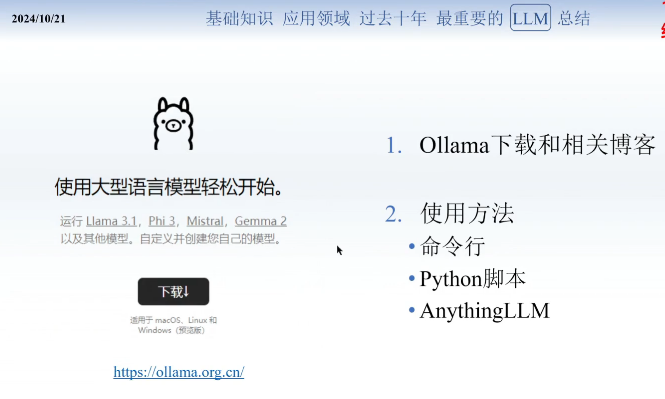 2024/10/21
基础知识 应用领域 过去十年 最重要的 LLM 总结
使用大型语言模型轻松开始。
运行 Llama 3.1，Phi 3，Mistral，Gemma 2
以及其他模型。自定义并创建您自己的模型。
下载↓
适用于 macOS、Linux 和
Windows（预览版）
https://ollama.org.cn/
1. Ollama下载和相关博客
2. 使用方法
•命令行
•Python脚本
•AnythingLLM